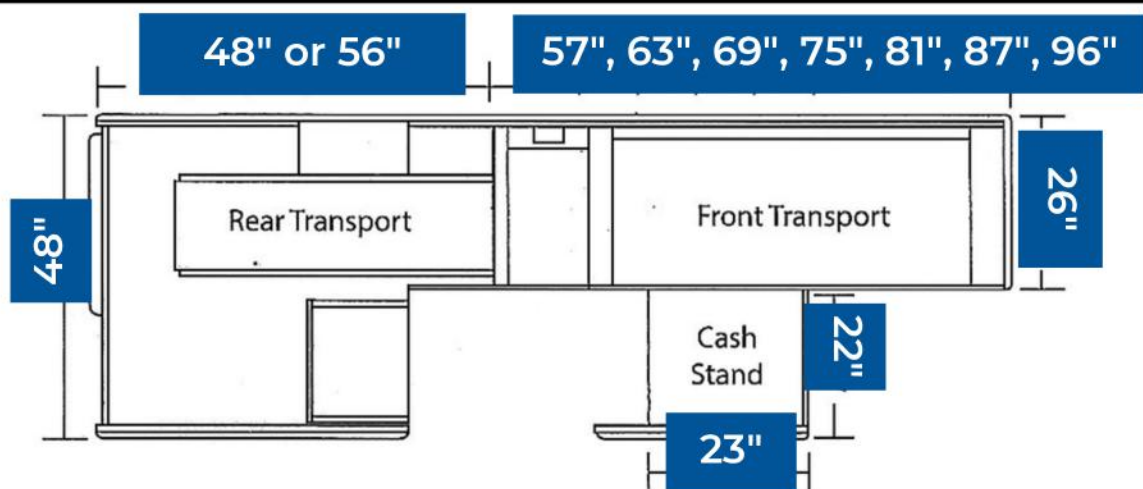 48" or 56"
57", 63", 69", 75", 81", 87", 96"
48"
Rear Transport
Front Transport
26"
Cash
Stand
22"
23"